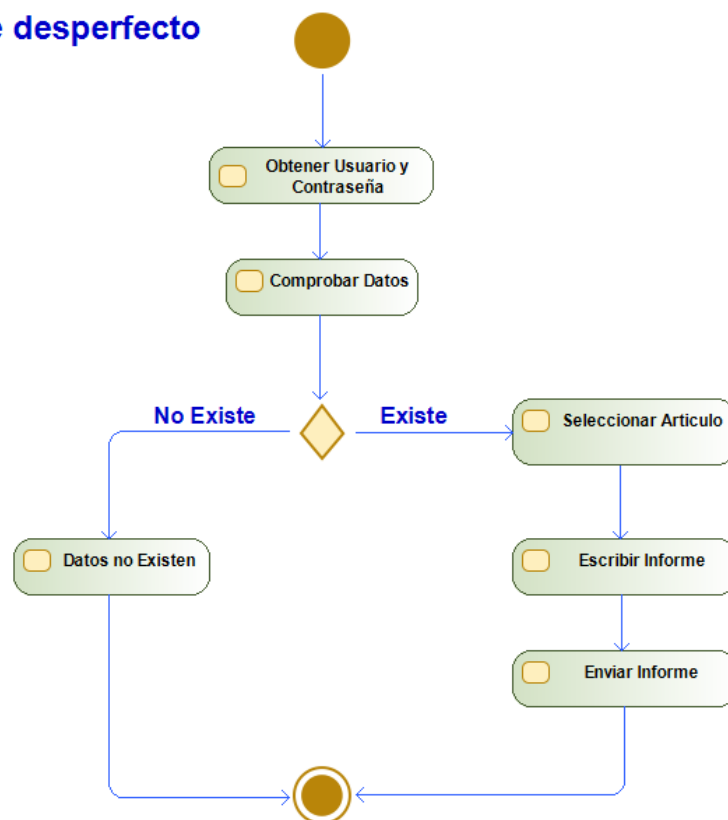 e desperfecto
Obtener Usuario y
Contraseña
Comprobar Datos
No Existe
Existe
Seleccionar Articulo
Datos no Existen
Escribir Informe
Enviar Informe